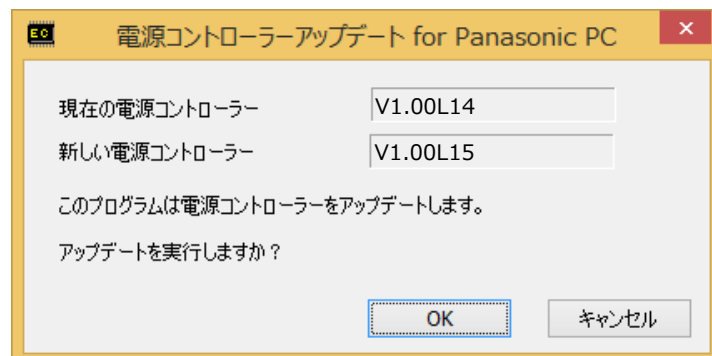 EC 電源コントローラーアップデート for Panasonic PC ×
現在の電源コントローラー V1.00L14
新しい電源コントローラー V1.00L15
このプログラムは電源コントローラーをアップデートします。
アップデートを実行しますか？
OK キャンセル